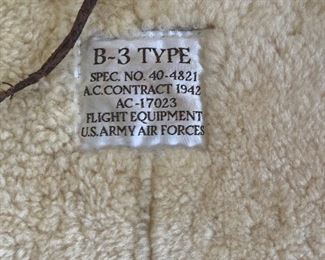 B-3 TYPE
SPEC. NO. 40-4821
A.C. CONTRACT 1942
AC-17023
FLIGHT EQUIPMENT
U.S. ARMY AIR FORCES